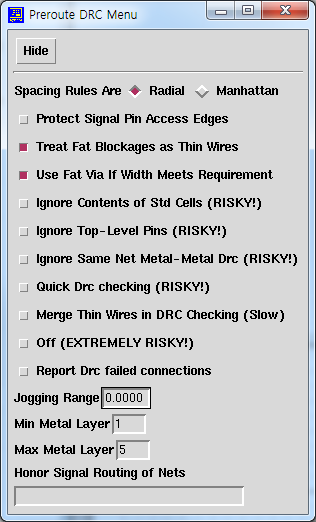 Preroute DRC Menu
Hide
Spacing Rules Are Radial Manhattan
Protect Signal Pin Access Edges
Treat Fat Blockages as Thin Wires
Use Fat Via If Width Meets Requirement
Ignore Contents of Std Cells (RISKY!)
Ignore Top-Level Pins (RISKY!)
Ignore Same Net Metal-Metal Drc (RISKY!)
Quick Drc checking (RISKY!)
Merge Thin Wires in DRC Checking (Slow)
Off (EXTREMELY RISKY!)
Report Drc failed connections
Jogging Range 0.0000
Min Metal Layer 1
Max Metal Layer 5
Honor Signal Routing of Nets